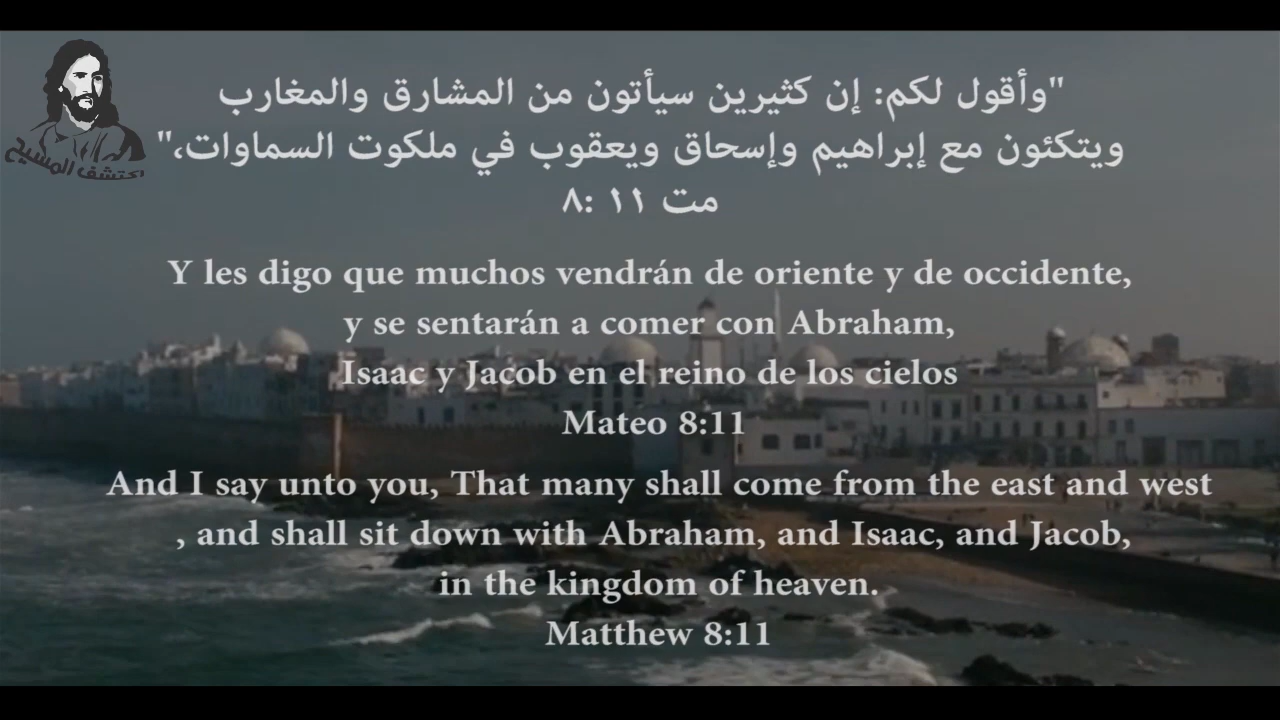 اكتشف المسيح
"وأقول لكم: إن كثيرين سيأتون من المشارق والمغارب
ويتكئون مع إبراهيم وإسحاق ويعقوب في ملكوت السماوات،"
مت ١١ :٨
Y les digo que muchos vendrán de oriente y de occidente,
y se sentarán a comer con Abraham,
Isaac y Jacob en el reino de los cielos
Mateo 8:11
And I say unto you, That many shall come from the east and west
, and shall sit down with Abraham, and Isaac, and Jacob,
in the kingdom of heaven.
Matthew 8:11